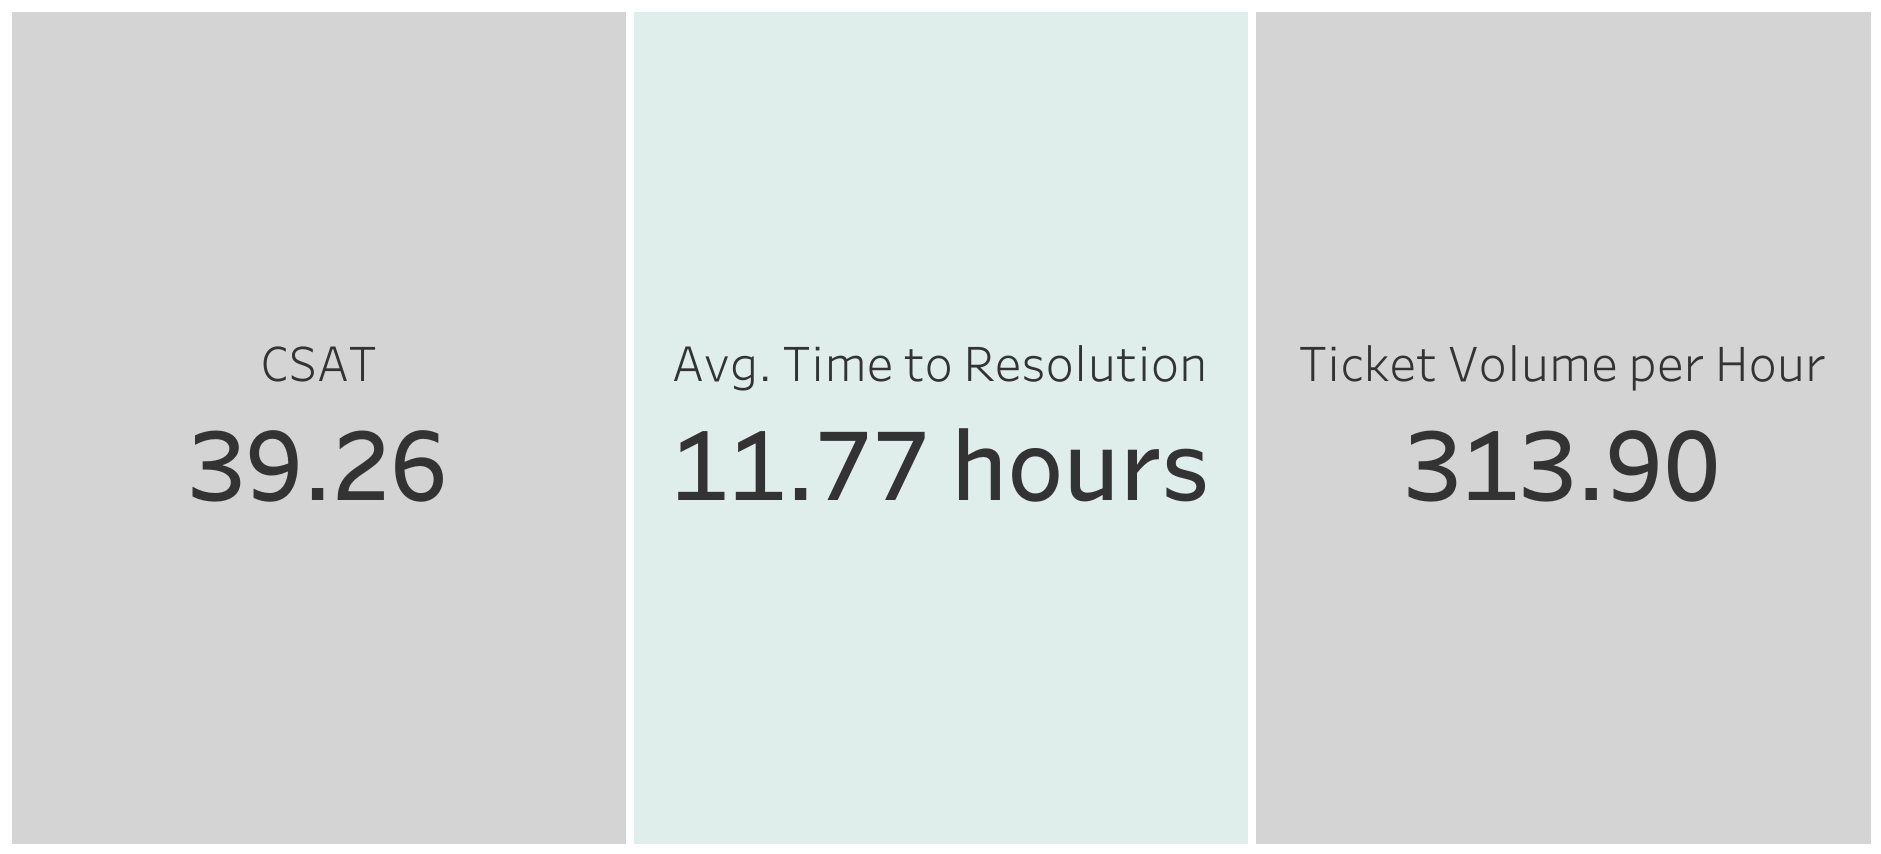 CSAT
39.26
Avg. Time to Resolution
11.77 hours
Ticket Volume per Hour
313.90